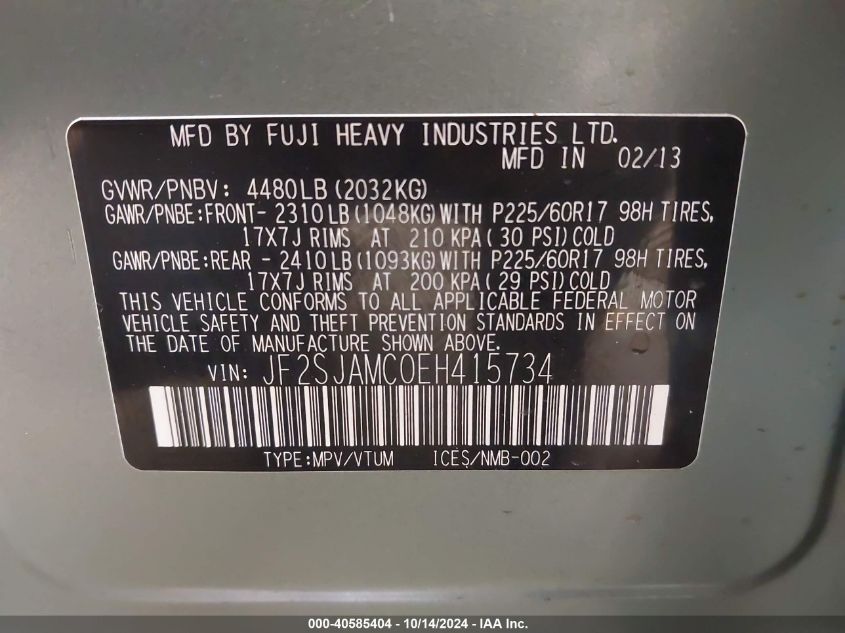 MFD BY FUJI HEAVY INDUSTRIES LTD.
MFD IN 02/13
GVWR/PNBV: 4480LB (2032KG)
GAWR/PNBE:FRONT- 2310LB (1048KG) WITH P225/60R17 98H TIRES,
17X7J RIMS AT 210 KPA (30 PSI) COLD
GAWR/PNBE:REAR - 2410LB (1093KG) WITH P225/60R17 98H TIRES,
17X7J RIMS AT 200 KPA (29 PSI) COLD
THIS VEHICLE CONFORMS TO ALL APPLICABLE FEDERAL MOTOR
VEHICLE SAFETY AND THEFT PREVENTION STANDARDS IN EFFECT ON
THE DATE OF MANUFACTURE SHOWN ABOVE.
VIN: JF2SJAMC0EH415734
TYPE:MPV/VTUM ICES/NMB-002
000-40585404 - 10/14/2024 - IAA Inc.